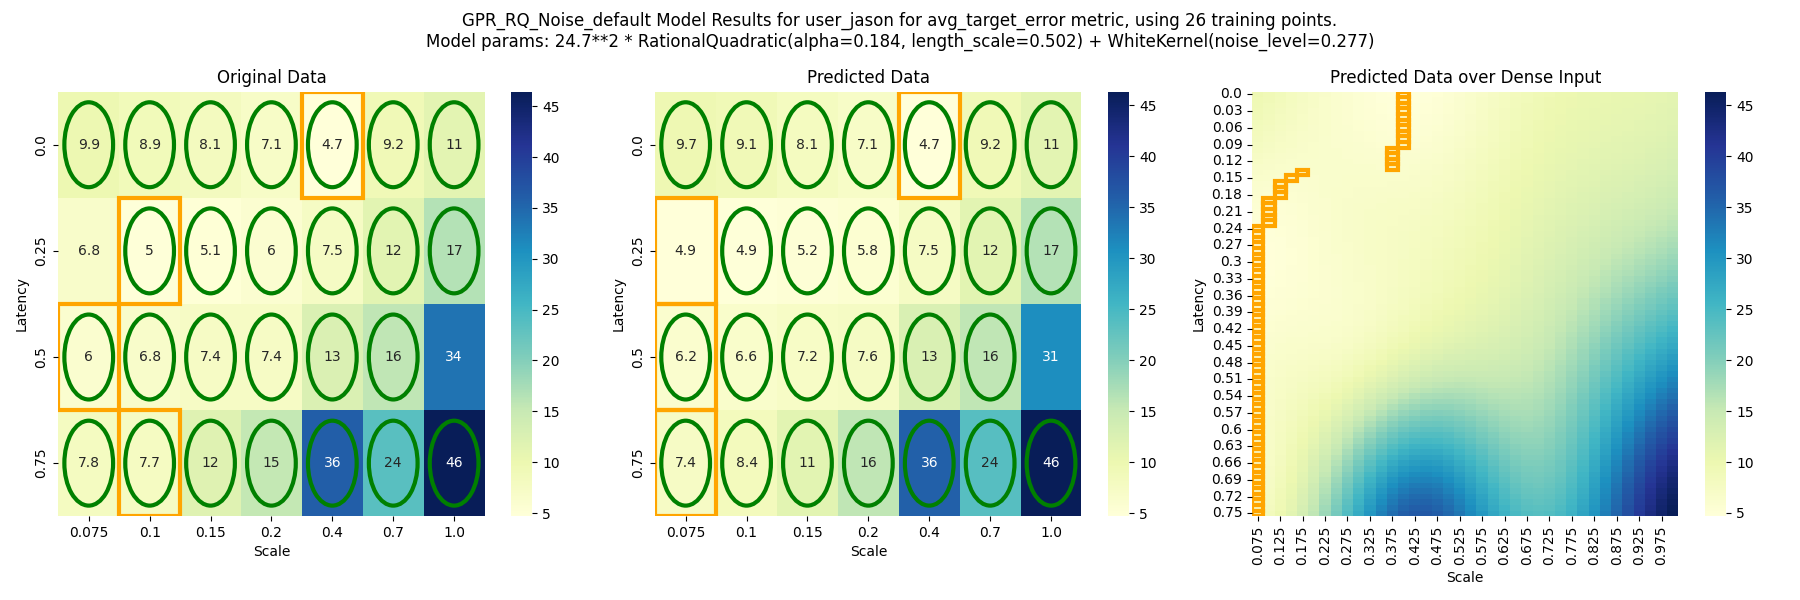 GPR_RQ_Noise_default Model Results for user_jason for avg_target_error metric, using 26 training points.
Model params: 24.7**2 * RationalQuadratic(alpha=0.184, length_scale=0.502) + WhiteKernel(noise_level=0.277)
Original Data
Latency
0.0
0.25
0.5
0.75
9.9 8.9 8.1 7.1 4.7 9.2 11
6.8 5 5.1 6 7.5 12 17
6 6.8 7.4 7.4 13 16 34
7.8 7.7 12 15 36 24 46
0.075 0.1 0.15 0.2 0.4 0.7 1.0
Scale
45
40
35
30
25
20
15
10
5
Predicted Data
Latency
0.0
0.25
0.5
0.75
9.7 9.1 8.1 7.1 4.7 9.2 11
4.9 4.9 5.2 5.8 7.5 12 17
6.2 6.6 7.2 7.6 13 16 31
7.4 8.4 11 16 36 24 46
0.075 0.1 0.15 0.2 0.4 0.7 1.0
Scale
45
40
35
30
25
20
15
10
5
Predicted Data over Dense Input
Latency
0.0
0.03
0.06
0.09
0.12
0.15
0.18
0.21
0.24
0.27
0.3
0.33
0.36
0.39
0.42
0.45
0.48
0.51
0.54
0.57
0.6
0.63
0.66
0.69
0.72
0.75
0.075 0.125 0.175 0.225 0.275 0.325 0.375 0.425 0.475 0.525 0.575 0.625 0.675 0.725 0.775 0.825 0.875 0.925 0.975
Scale
45
40
35
30
25
20
15
10
5